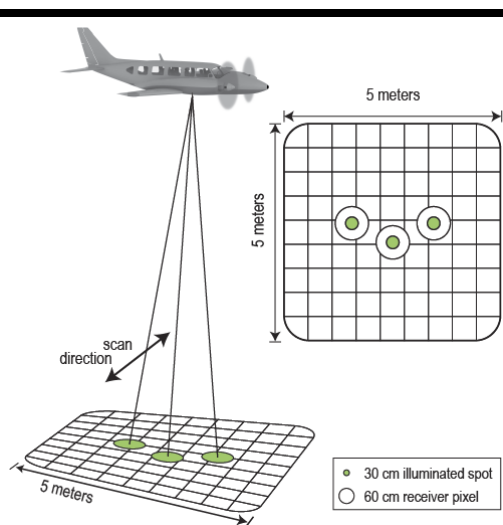 5 meters
5 meters
scan
direction
5 meters
30 cm illuminated spot
60 cm receiver pixel